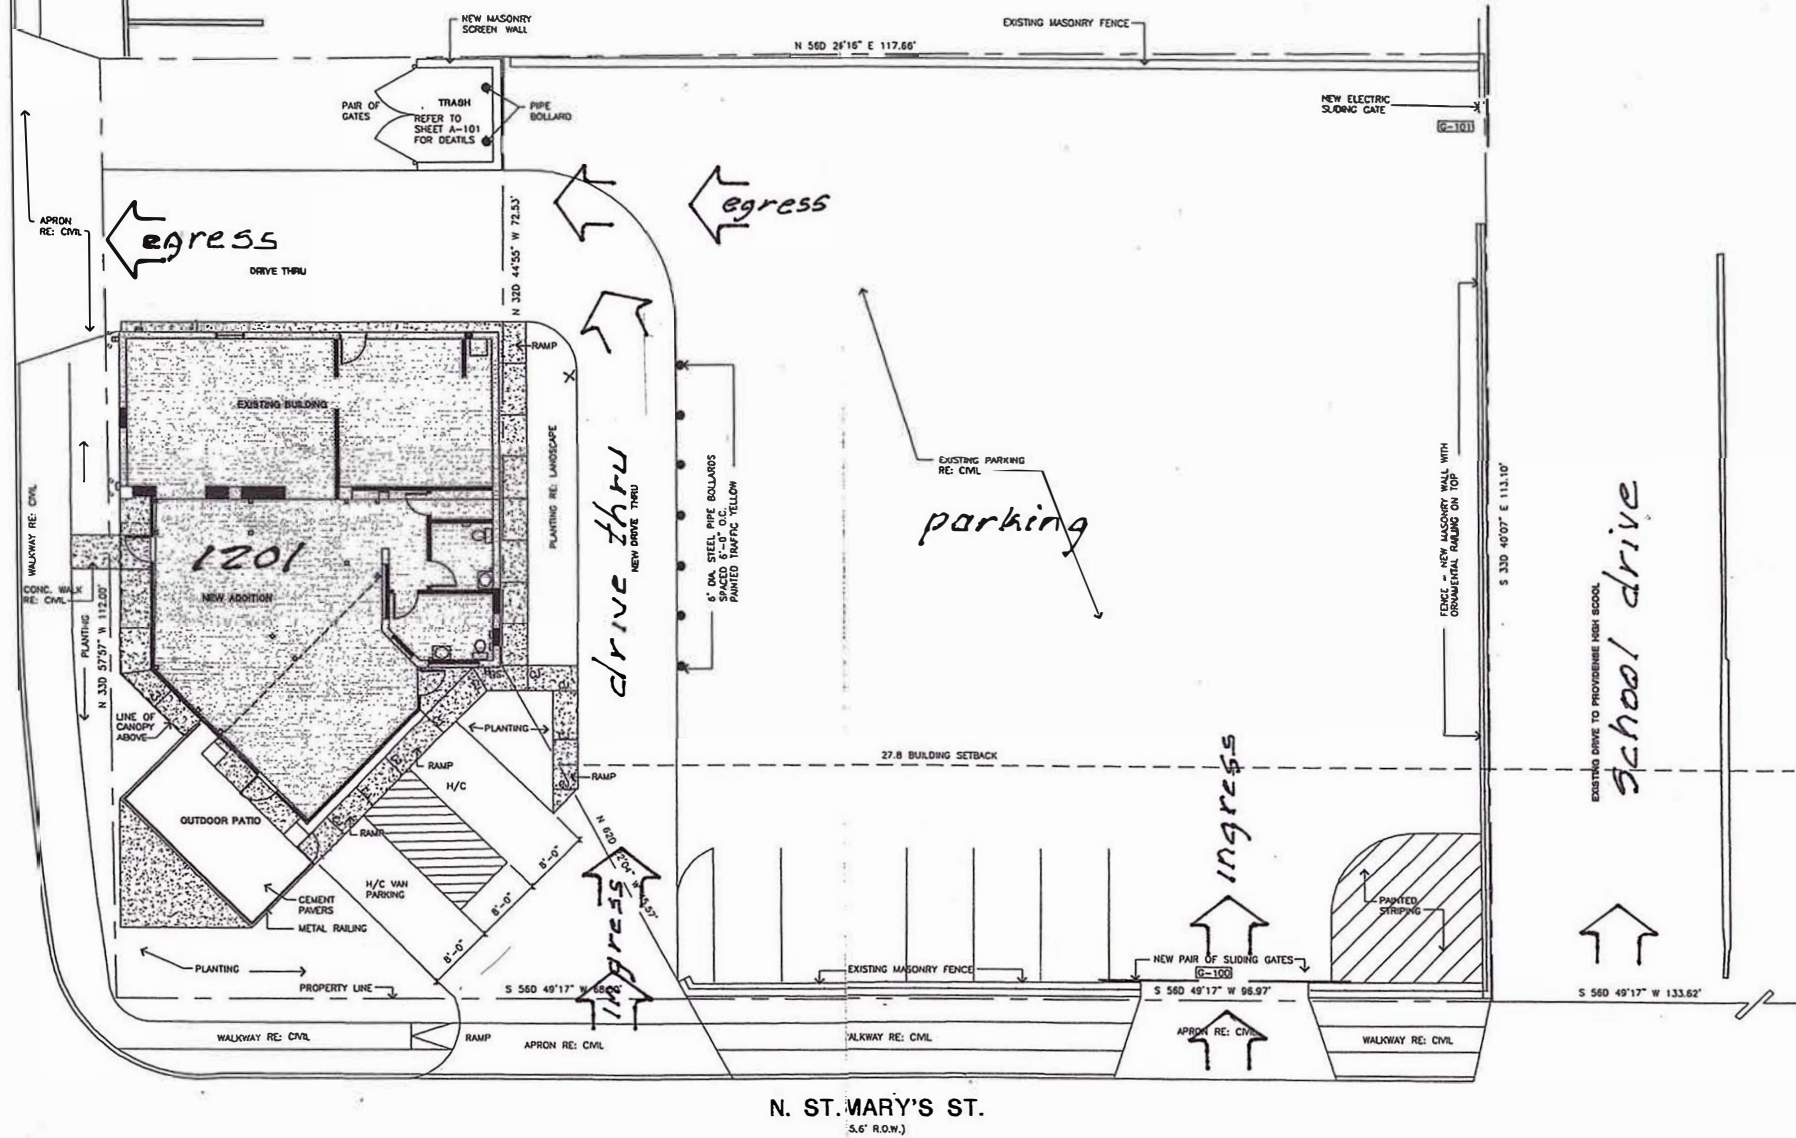 NEW MASONRY
SCREEN WALL
EXISTING MASONRY FENCE
N 56D 26'16" E 117.66'
PAIR OF
GATES
TRASH
REFER TO
SHEET A-101
FOR DEATILS
PIPE
BOLLARD
NEW ELECTRIC
SLIDING GATE
G-101
APRON
RE: CIVIL
egress
DRIVE THRU
egress
N 32D 44'55" W 72.53'
RAMP
EXISTING BUILDING
PLANTING RE: LANDSCAPE
drive thru
NEW DRIVE THRU
6" DIA. STEEL PIPE BOLLARDS
SPACED 6'-0" O.C.
PAINTED TRAFFIC YELLOW
EXISTING PARKING
RE: CIVIL
parking
FENCE - NEW MASONRY WALL WITH
ORNAMENTAL RAILING ON TOP
S 33D 40'07" E 113.10'
EXISTING DRIVE TO PROVIDENSE HIGH SCOOL
School drive
WALKWAY RE: CIVIL
1201
NEW ADDITION
CONC. WALK
RE: CIVIL
PLANTING
N 33D 57'57" W 112.00'
LINE OF
CANOPY
ABOVE
PLANTING
RAMP
H/C
RAMP
27.8 BUILDING SETBACK
OUTDOOR PATIO
RAMP
H/C VAN
PARKING
8'-0"
8'-0"
8'-0"
CEMENT
PAVERS
METAL RAILING
Ingress
Ingress
PAINTED
STRIPING
PLANTING
PROPERTY LINE
S 56D 49'17" W
EXISTING MASONRY FENCE
NEW PAIR OF SLIDING GATES
G-100
S 56D 49'17" W 96.97'
S 56D 49'17" W 133.62'
WALKWAY RE: CIVIL
RAMP
APRON RE: CIVIL
ALKWAY RE: CIVIL
APRON RE: CIVIL
WALKWAY RE: CIVIL
N. ST. MARY'S ST.
5.6' R.O.W.)